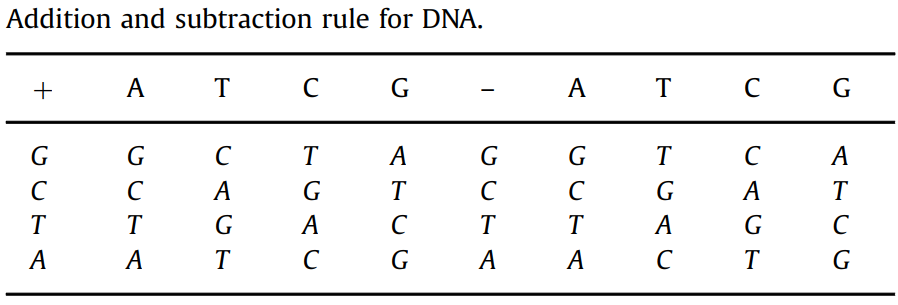 Addition and subtraction rule for DNA.
+ A T C G – A T C G
G G C T A G G T C A
C C A G T C C G A T
T T G A C T T A G C
A A T C G A A C T G